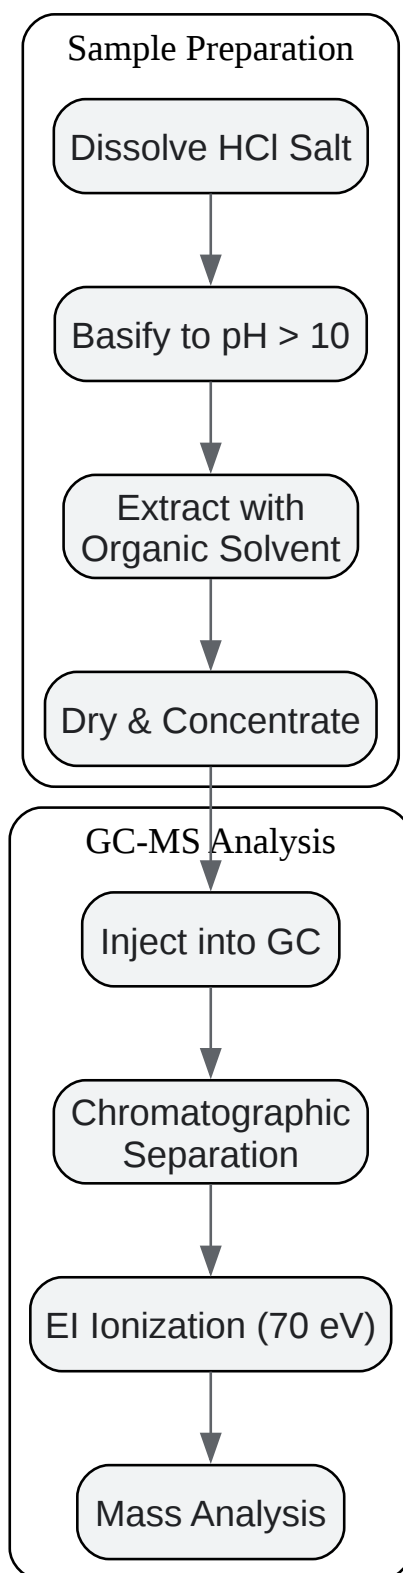 Sample Preparation
Dissolve HCl Salt
Basify to pH > 10
Extract with
Organic Solvent
Dry & Concentrate
GC-MS Analysis
Inject into GC
Chromatographic
Separation
EI Ionization (70 eV)
Mass Analysis